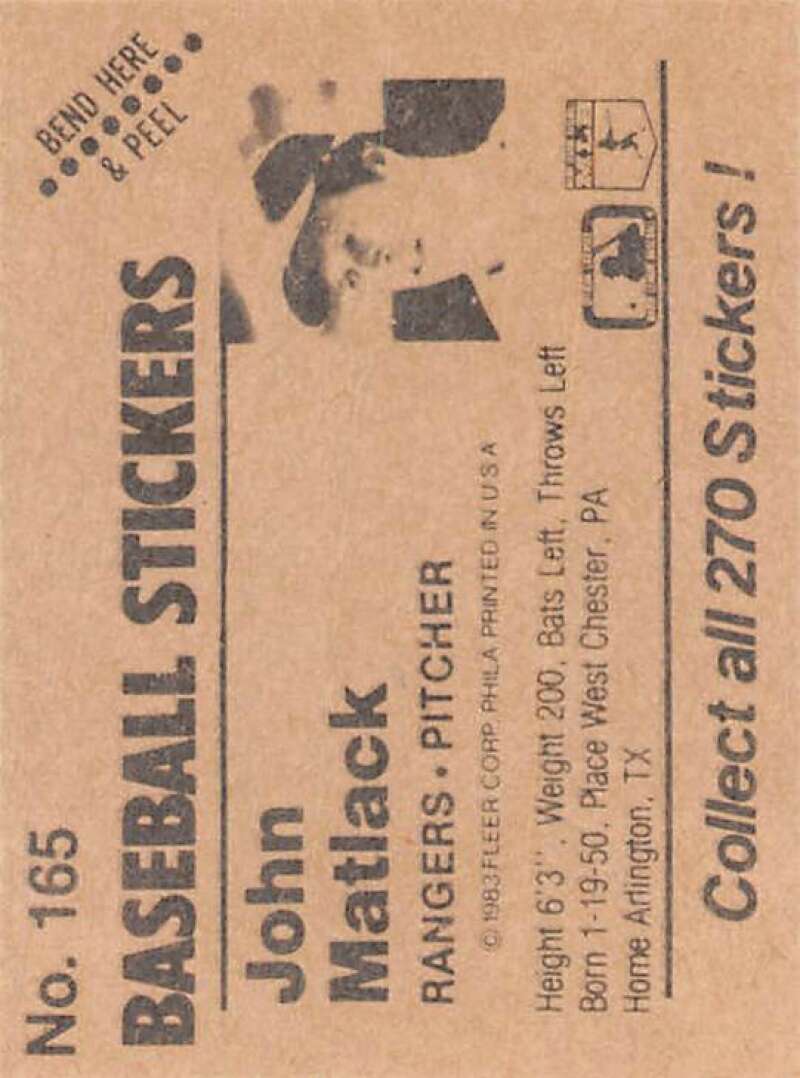 No. 165
BEND HERE
& PEEL
BASEBALL STICKERS
John
Matlack
RANGERS • PITCHER
© 1983 FLEER CORP. PHILA. PRINTED IN U S A
Height 6'3", Weight 200, Bats Left, Throws Left
Born 1-19-50, Place West Chester, PA
Home Arlington, TX
Collect all 270 Stickers!